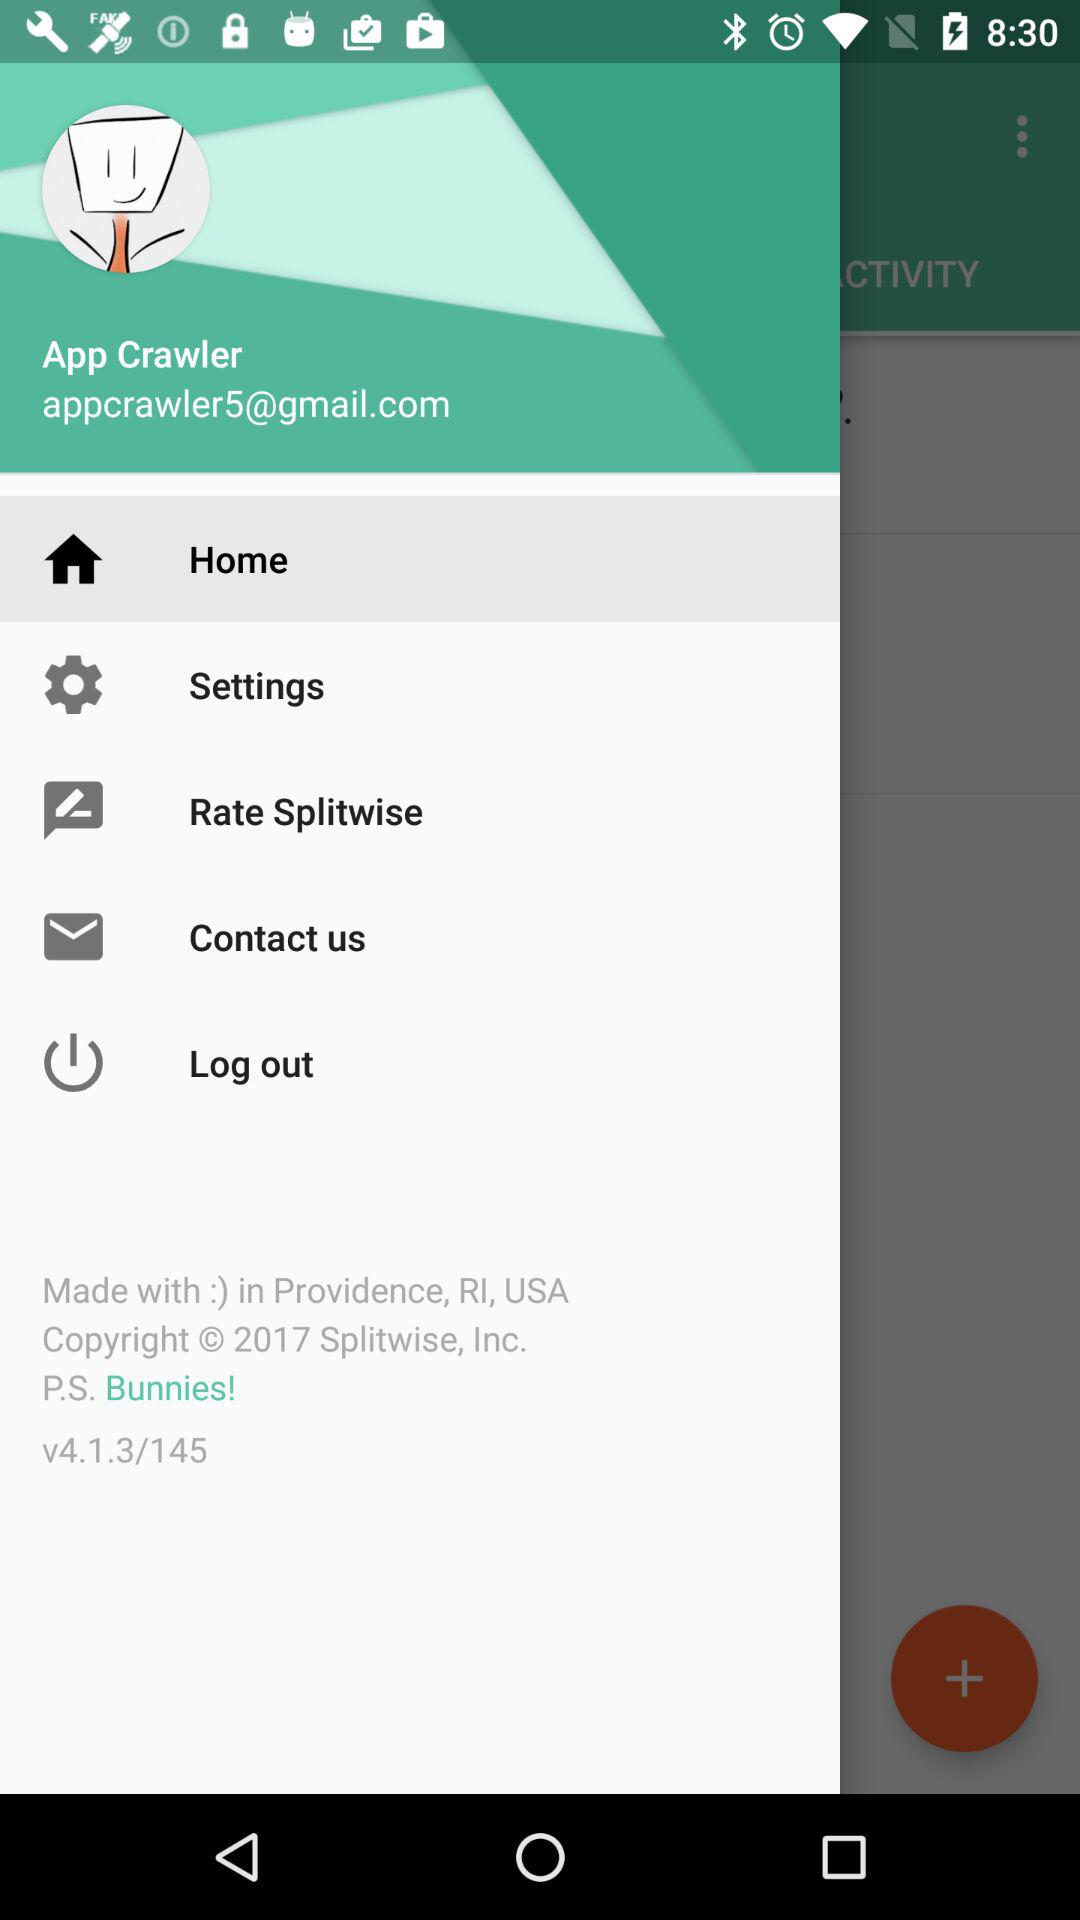 FAKE
8:30
ACTIVITY
?.
App Crawler
appcrawler5@gmail.com
Home
Settings
Rate Splitwise
Contact us
Log out
Made with :) in Providence, RI, USA
Copyright © 2017 Splitwise, Inc.
P.S. Bunnies!
v4.1.3/145